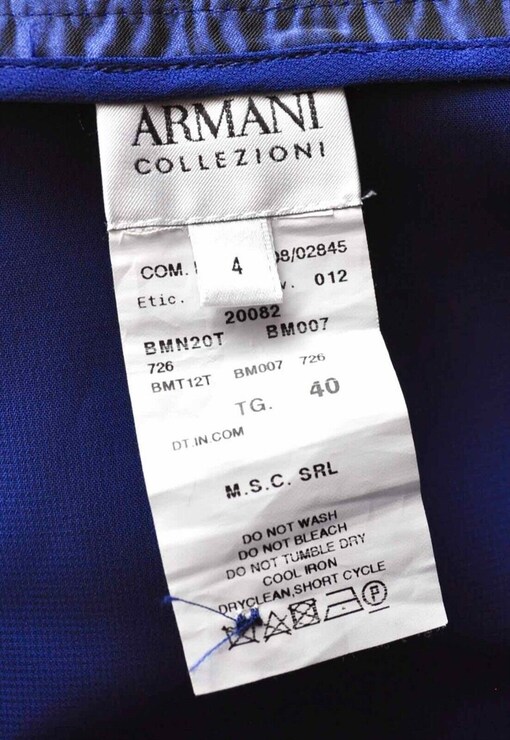 ARMANI
COLLEZIONI
4
COM. 08/02845
Etic. v. 012
20082
BMN20T BM007
726
BMT12T BM007 726
TG. 40
DT.IN.COM
M.S.C. SRL
DO NOT WASH
DO NOT BLEACH
DO NOT TUMBLE DRY
COOL IRON
DRYCLEAN,SHORT CYCLE
P